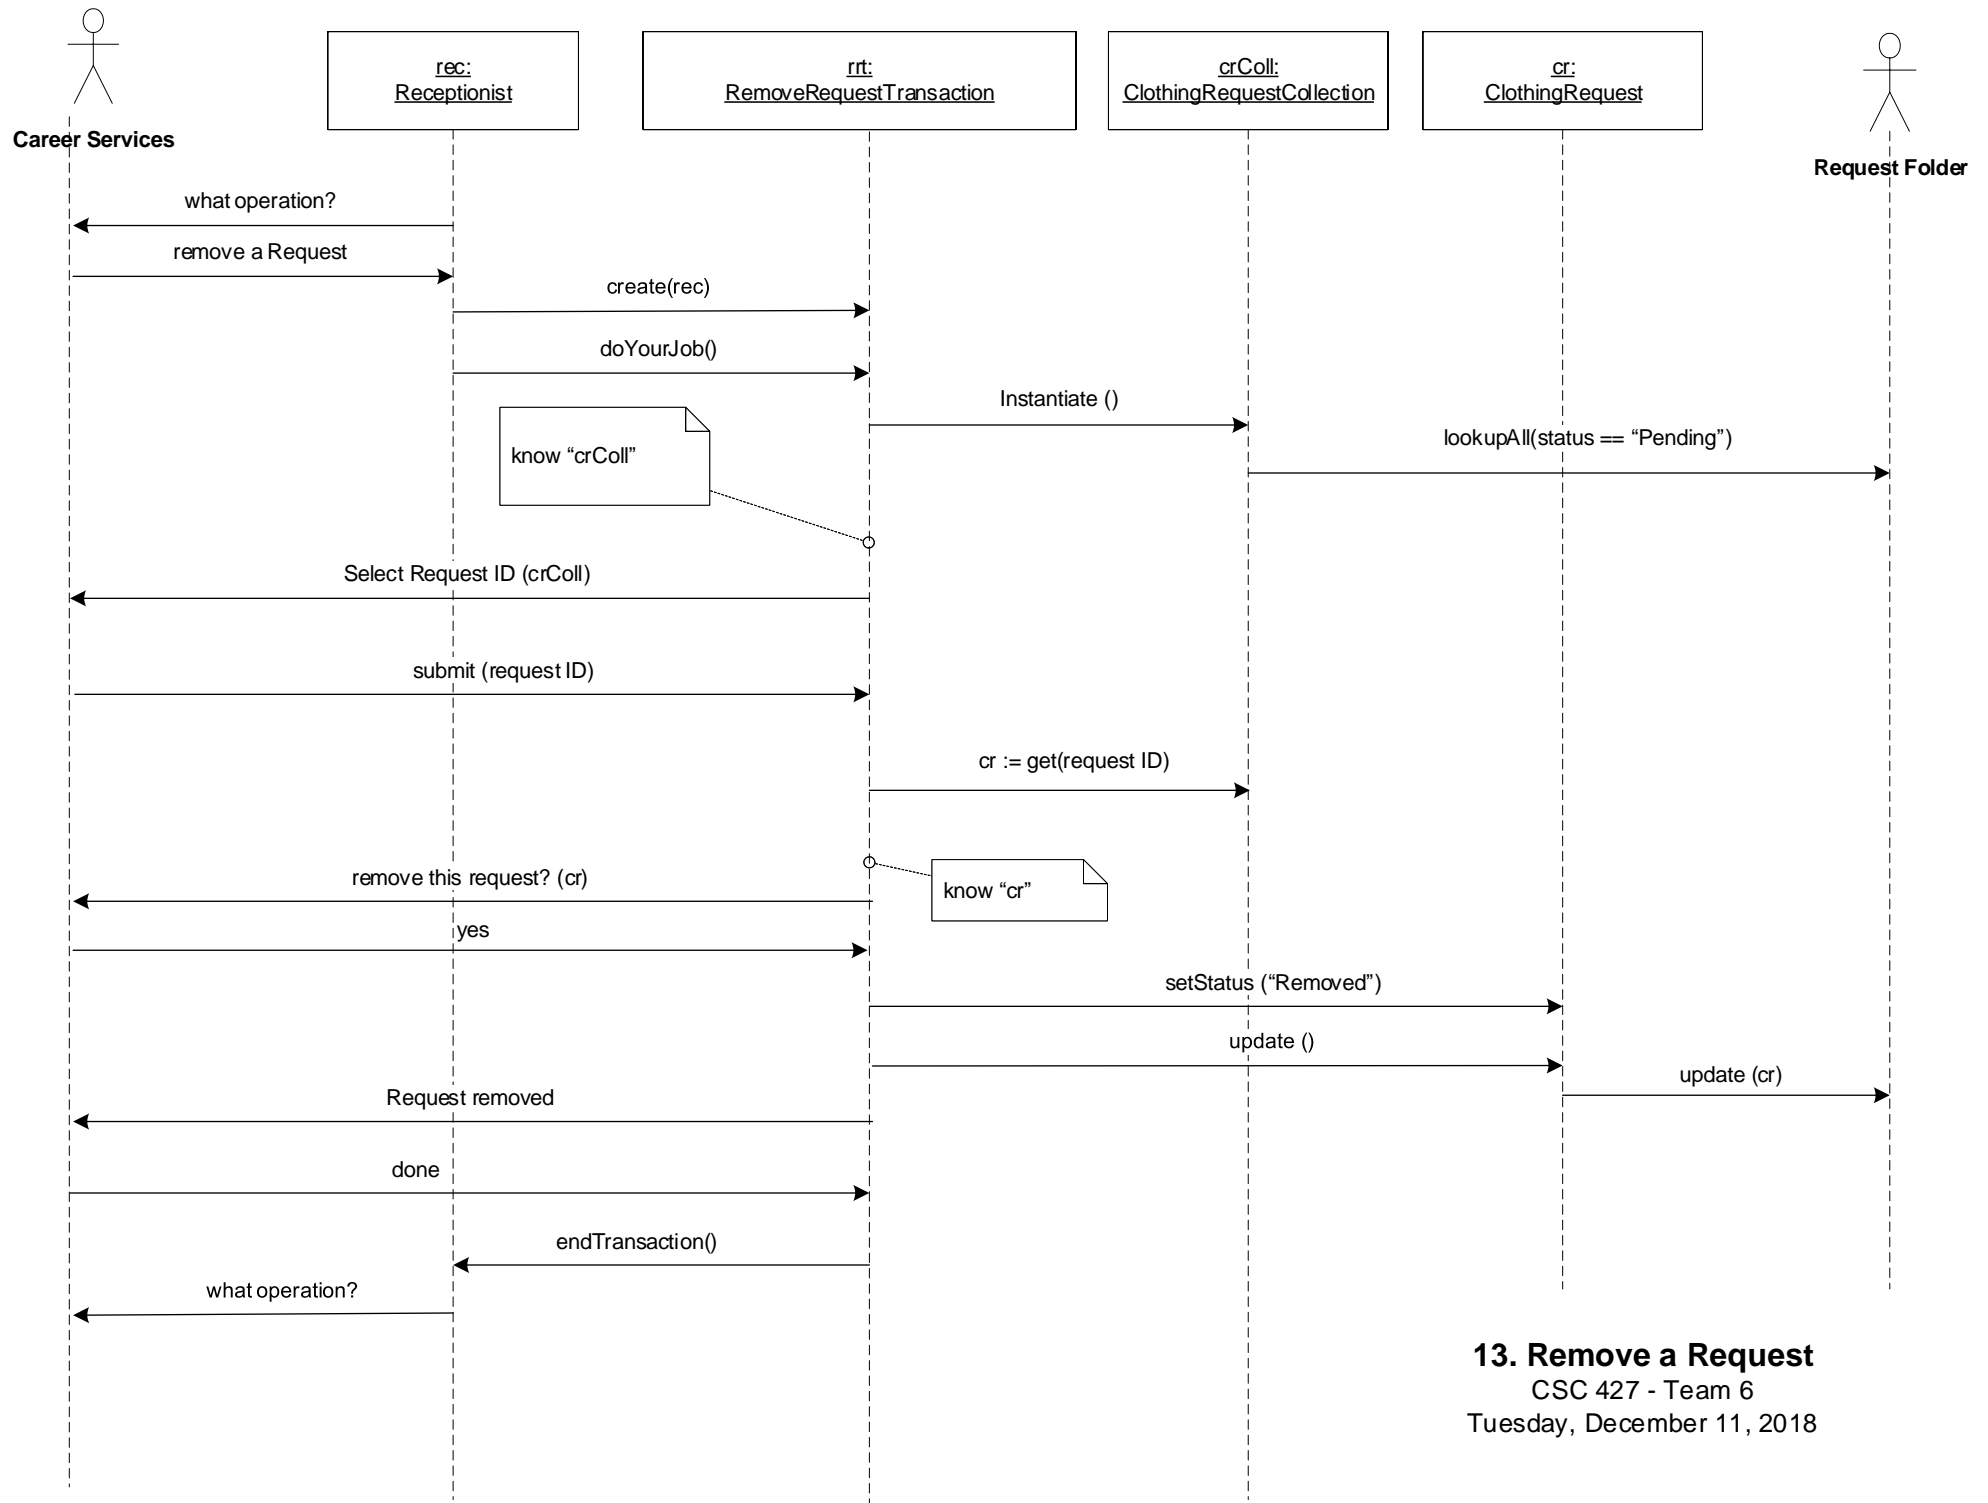 rec:
Receptionist
rrt:
RemoveRequestTransaction
crColl:
ClothingRequestCollection
cr:
ClothingRequest
Career Services
Request Folder
what operation?
remove a Request
create(rec)
doYourJob()
Instantiate ()
know “crColl”
lookupAll(status == “Pending”)
Select Request ID (crColl)
submit (request ID)
cr := get(request ID)
remove this request? (cr)
know “cr”
yes
setStatus (“Removed”)
update ()
update (cr)
Request removed
done
endTransaction()
what operation?
13. Remove a Request
CSC 427 - Team 6
Tuesday, December 11, 2018